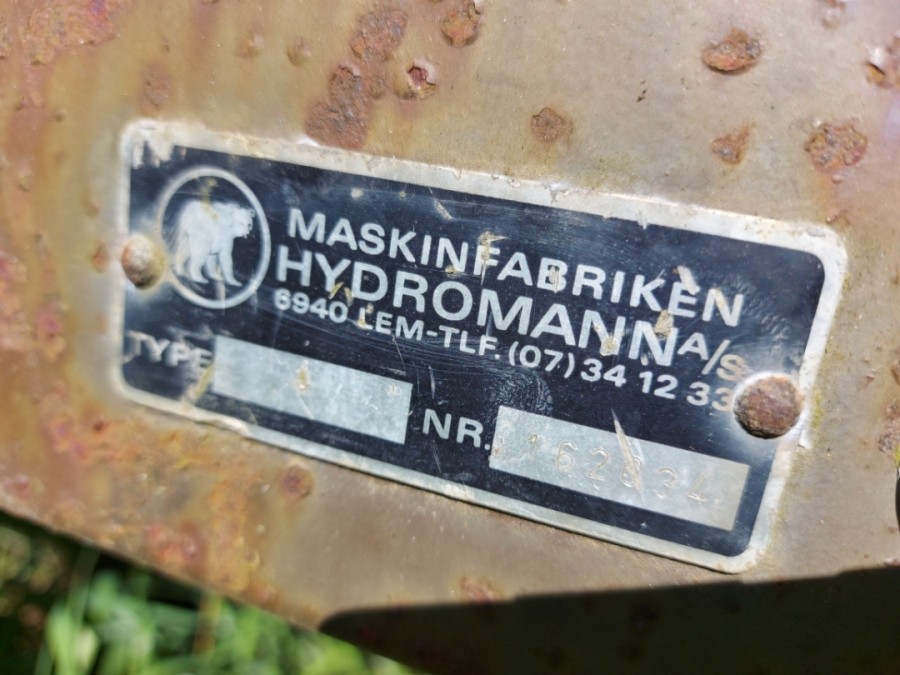 MASKINFABRIKEN
HYDROMANN A/S
6940 LEM-TLF. (07) 34 12 33
TYPE
NR.